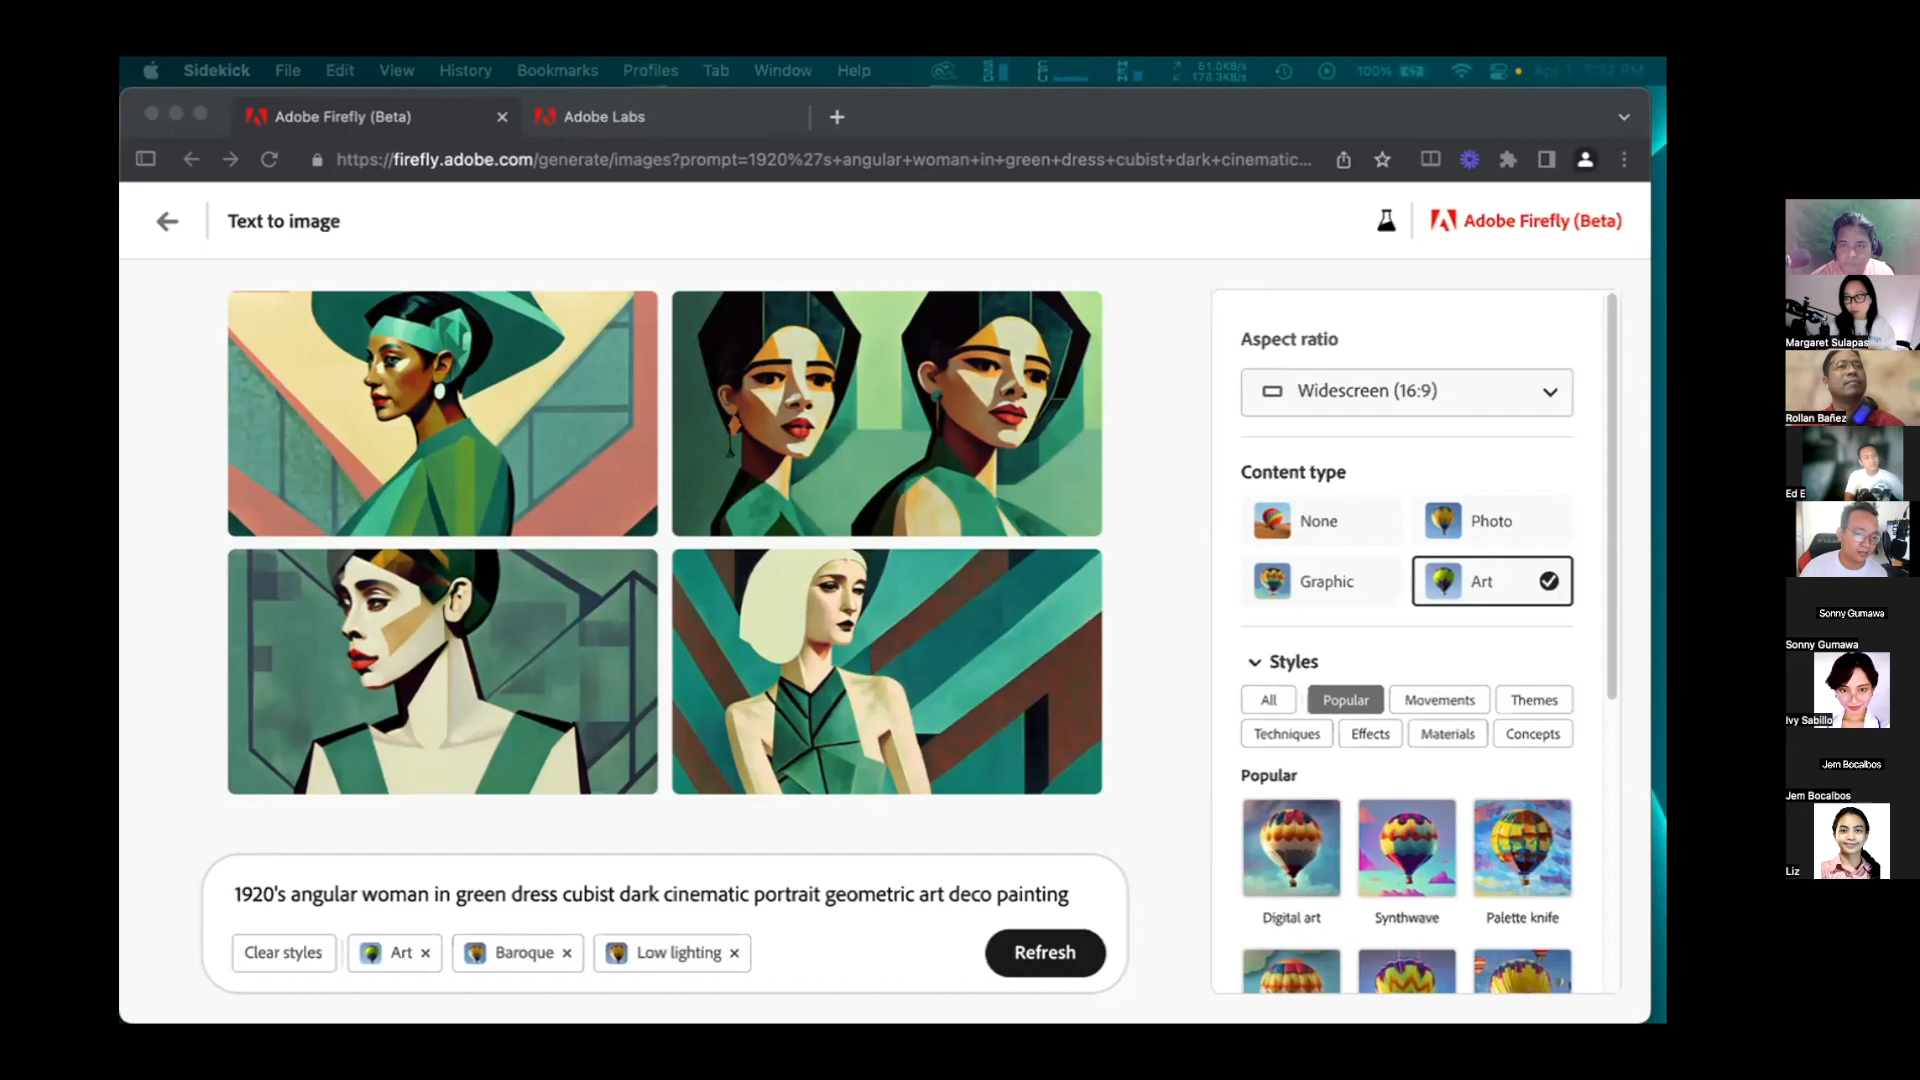 Sidekick File Edit View History Bookmarks Profiles Tab Window Help 61.0KB/s 100%
178.3KB/s
Adobe Firefly (Beta) Adobe Labs
https://firefly.adobe.com/generate/images?prompt=1920%27s+angular+woman+in+green+dress+cubist+dark+cinematic...
Text to image
Adobe Firefly (Beta)
Aspect ratio
Widescreen (16:9)
Content type
None Photo
Graphic Art
Styles
All Popular Movements Themes
Techniques Effects Materials Concepts
Popular
Digital art Synthwave Palette knife
1920's angular woman in green dress cubist dark cinematic portrait geometric art deco painting
Clear styles Art Baroque Low lighting Refresh
Margaret Sulapas
Rollan Bañez
Ed E
Sonny Gumawa
Sonny Gumawa
Ivy Sabillo
Jem Bocalbos
Jem Bocalbos
Liz